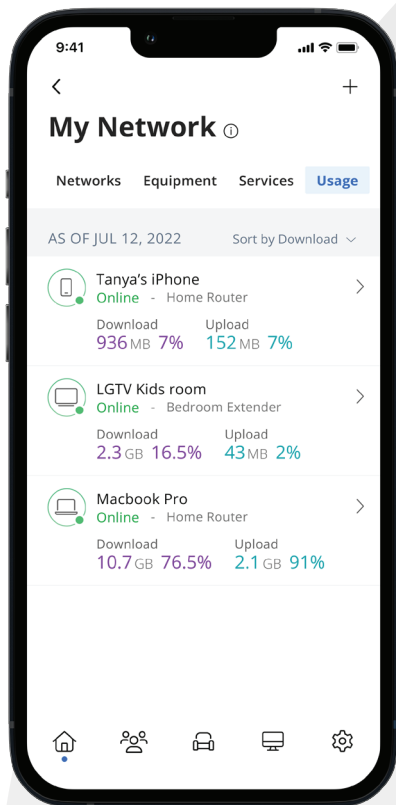 9:41
My Network
Networks Equipment Services Usage
AS OF JUL 12, 2022 Sort by Download
Tanya's iPhone
Online - Home Router
Download Upload
936 MB 7% 152 MB 7%
LGTV Kids room
Online - Bedroom Extender
Download Upload
2.3 GB 16.5% 43 MB 2%
Macbook Pro
Online - Home Router
Download Upload
10.7 GB 76.5% 2.1 GB 91%